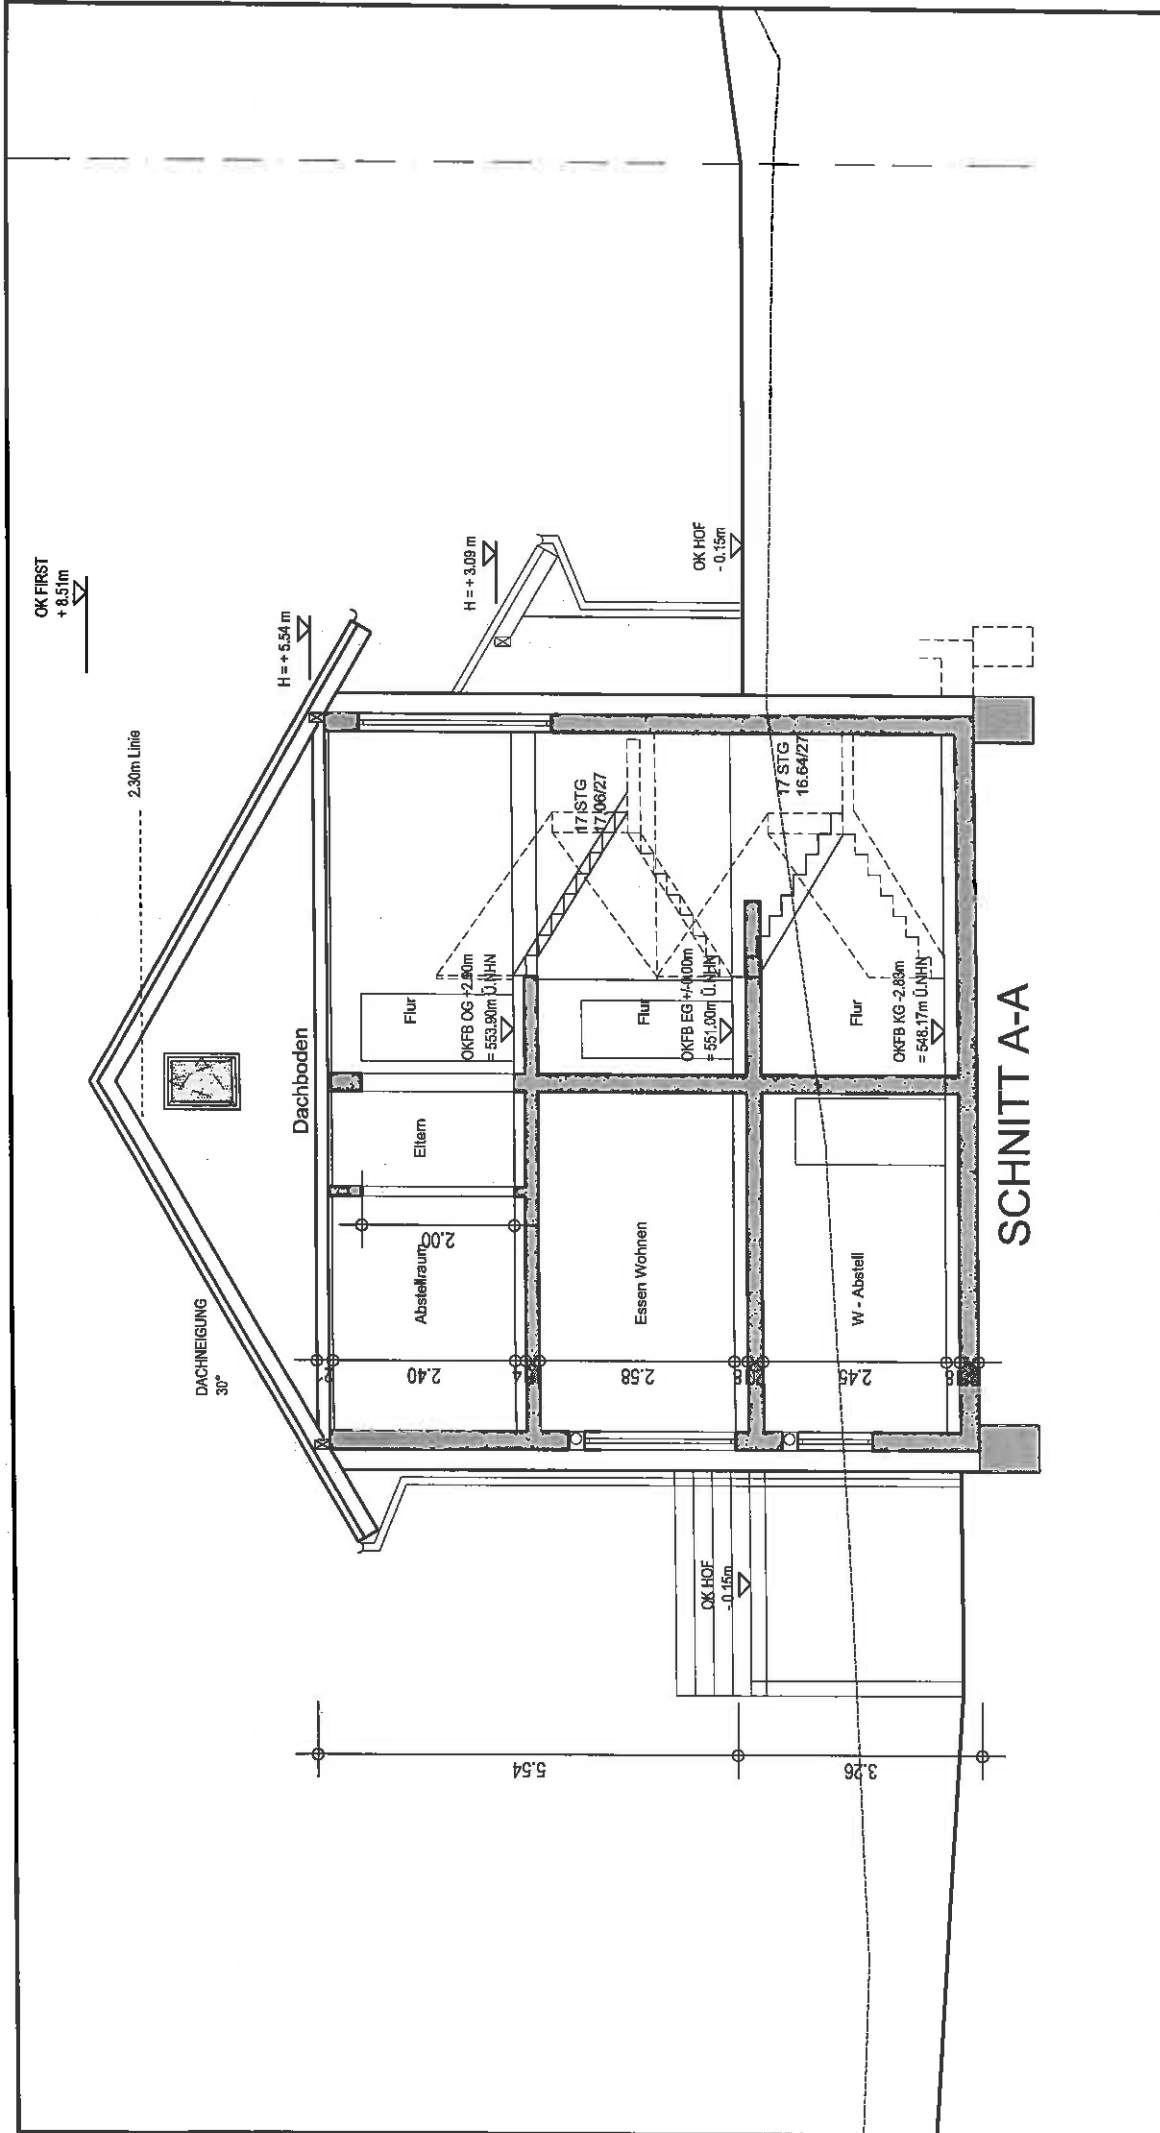 OK FIRST
+ 8.51m
2.30m Linie
H = + 5.54 m
H = + 3.09 m
OK HOF
- 0.15m
DACHNEIGUNG
30°
Dachboden
Abstellraum
Eltern
Flur
2.00
2.40
OKFB OG +2.90m
= 553.90m Ü.NHN
17 STG
17.06/27
Essen Wohnen
Flur
2.58
OKFB EG +/-0.00m
= 551.00m Ü.NHN
17 STG
16.64/27
W - Abstell
Flur
2.45
OKFB KG -2.83m
= 548.17m Ü.NHN
8
8
4
OK HOF
- 0.15m
5.54
3.26
SCHNITT A-A